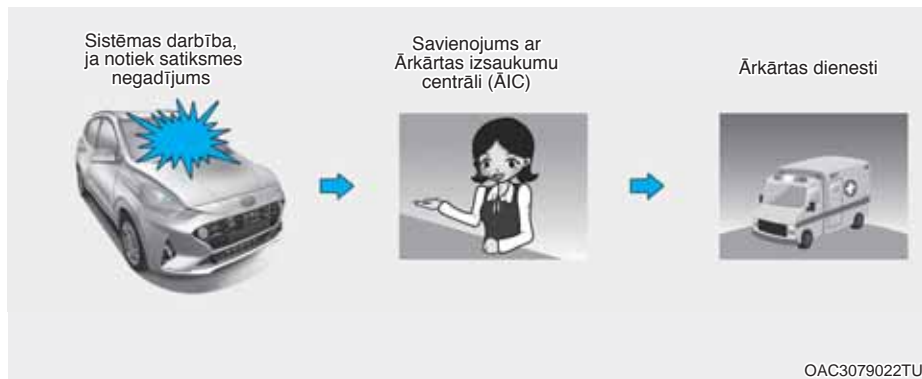 Sistēmas darbība,
ja notiek satiksmes
negadījums
Savienojums ar
Ārkārtas izsaukumu
centrāli (ĀIC)
Ārkārtas dienesti
OAC3079022TU